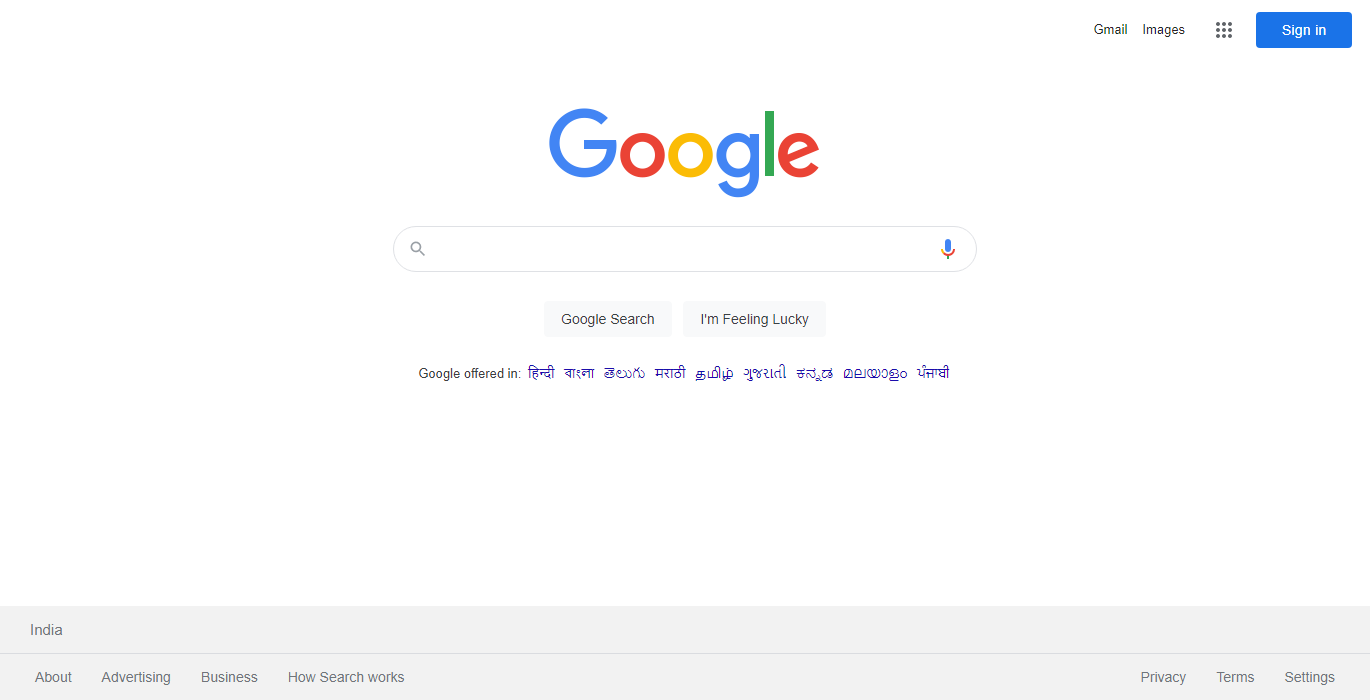 Gmail Images Sign in
Google
Google Search I'm Feeling Lucky
Google offered in: हिन्दी বাংলা తెలుగు मराठी தமிழ் ગુજરાતી ಕನ್ನಡ മലയാളം ਪੰਜਾਬੀ
India
About Advertising Business How Search works Privacy Terms Settings